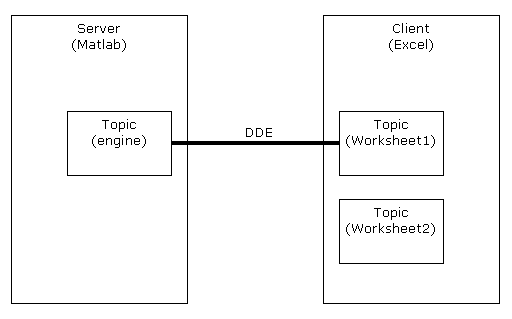 Server
(Matlab)
Topic
(engine)
DDE
Client
(Excel)
Topic
(Worksheet1)
Topic
(Worksheet2)